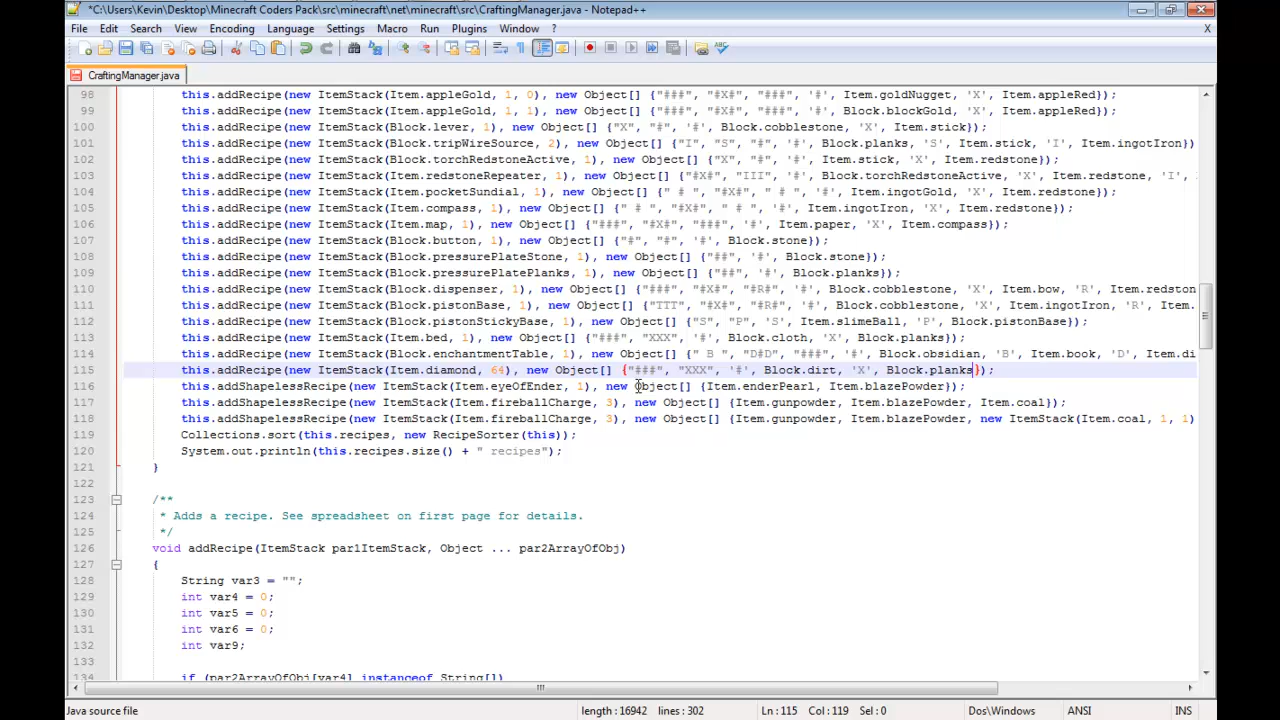 *C:\Users\Kevin\Desktop\Minecraft Coders Pack\src\minecraft\net\minecraft\src\CraftingManager.java - Notepad++
File Edit Search View Encoding Language Settings Macro Run Plugins Window ? X
CraftingManager.java
98 this.addRecipe(new ItemStack(Item.appleGold, 1, 0), new Object[] {"###", "#X#", "###", '#', Item.goldNugget, 'X', Item.appleRed});
99 this.addRecipe(new ItemStack(Item.appleGold, 1, 1), new Object[] {"###", "#X#", "###", '#', Block.blockGold, 'X', Item.appleRed});
100 this.addRecipe(new ItemStack(Block.lever, 1), new Object[] {"X", "#", '#', Block.cobblestone, 'X', Item.stick});
101 this.addRecipe(new ItemStack(Block.tripWireSource, 2), new Object[] {"I", "S", "#", '#', Block.planks, 'S', Item.stick, 'I', Item.ingotIron})
102 this.addRecipe(new ItemStack(Block.torchRedstoneActive, 1), new Object[] {"X", "#", '#', Item.stick, 'X', Item.redstone});
103 this.addRecipe(new ItemStack(Item.redstoneRepeater, 1), new Object[] {"#X#", "III", '#', Block.torchRedstoneActive, 'X', Item.redstone, 'I',
104 this.addRecipe(new ItemStack(Item.pocketSundial, 1), new Object[] {" # ", "#X#", " # ", '#', Item.ingotGold, 'X', Item.redstone});
105 this.addRecipe(new ItemStack(Item.compass, 1), new Object[] {" # ", "#X#", " # ", '#', Item.ingotIron, 'X', Item.redstone});
106 this.addRecipe(new ItemStack(Item.map, 1), new Object[] {"###", "#X#", "###", '#', Item.paper, 'X', Item.compass});
107 this.addRecipe(new ItemStack(Block.button, 1), new Object[] {"#", "#", '#', Block.stone});
108 this.addRecipe(new ItemStack(Block.pressurePlateStone, 1), new Object[] {"##", '#', Block.stone});
109 this.addRecipe(new ItemStack(Block.pressurePlatePlanks, 1), new Object[] {"##", '#', Block.planks});
110 this.addRecipe(new ItemStack(Block.dispenser, 1), new Object[] {"###", "#X#", "#R#", '#', Block.cobblestone, 'X', Item.bow, 'R', Item.redston
111 this.addRecipe(new ItemStack(Block.pistonBase, 1), new Object[] {"TTT", "#X#", "#R#", '#', Block.cobblestone, 'X', Item.ingotIron, 'R', Item.
112 this.addRecipe(new ItemStack(Block.pistonStickyBase, 1), new Object[] {"S", "P", 'S', Item.slimeBall, 'P', Block.pistonBase});
113 this.addRecipe(new ItemStack(Item.bed, 1), new Object[] {"###", "XXX", '#', Block.cloth, 'X', Block.planks});
114 this.addRecipe(new ItemStack(Block.enchantmentTable, 1), new Object[] {" B ", "D#D", "###", '#', Block.obsidian, 'B', Item.book, 'D', Item.di
115 this.addRecipe(new ItemStack(Item.diamond, 64), new Object[] {"###", "XXX", '#', Block.dirt, 'X', Block.planks});
116 this.addShapelessRecipe(new ItemStack(Item.eyeOfEnder, 1), new Object[] {Item.enderPearl, Item.blazePowder});
117 this.addShapelessRecipe(new ItemStack(Item.fireballCharge, 3), new Object[] {Item.gunpowder, Item.blazePowder, Item.coal});
118 this.addShapelessRecipe(new ItemStack(Item.fireballCharge, 3), new Object[] {Item.gunpowder, Item.blazePowder, new ItemStack(Item.coal, 1, 1)
119 Collections.sort(this.recipes, new RecipeSorter(this));
120 System.out.println(this.recipes.size() + " recipes");
121 }
122
123 /**
124 * Adds a recipe. See spreadsheet on first page for details.
125 */
126 void addRecipe(ItemStack par1ItemStack, Object ... par2ArrayOfObj)
127 {
128 String var3 = "";
129 int var4 = 0;
130 int var5 = 0;
131 int var6 = 0;
132 int var9;
133
134 if (par2ArrayOfObj[var4] instanceof String[])
Java source file length : 16942 lines : 302 Ln : 115 Col : 119 Sel : 0 Dos\Windows ANSI INS